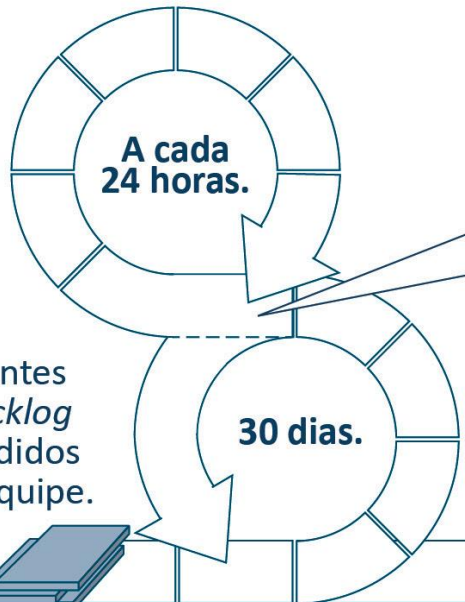 A cada
24 horas.
ntes
cklog
didos
quipe.
30 dias.